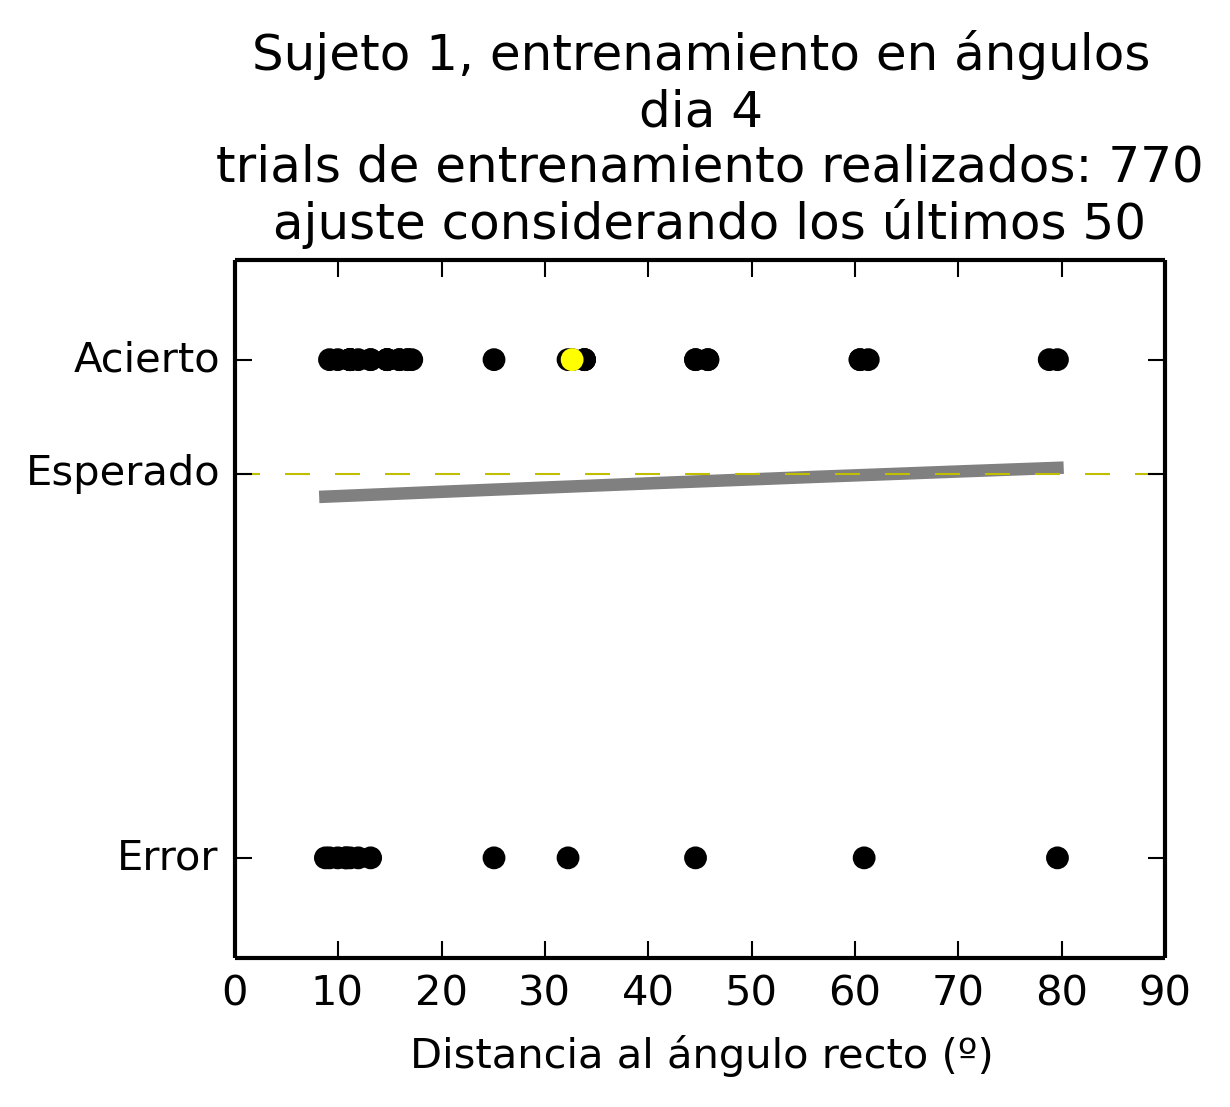 Sujeto 1, entrenamiento en ángulos
dia 4
trials de entrenamiento realizados: 770
ajuste considerando los últimos 50
Acierto
Esperado
Error
0 10 20 30 40 50 60 70 80 90
Distancia al ángulo recto (º)